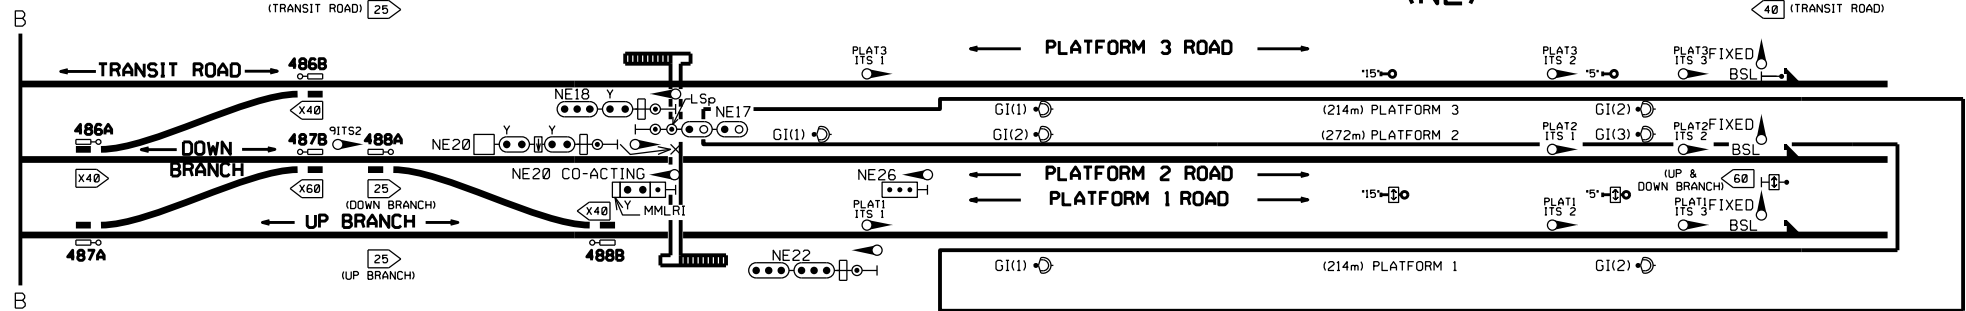 (TRANSIT ROAD) 25
40 (TRANSIT ROAD)
B
PLATFORM 3 ROAD
TRANSIT ROAD
486B
PLAT3
ITS 1
PLAT3
ITS 2
PLAT3
ITS 3
FIXED
BSL
"15"
"5"
X40
NE18
Y
LSp
NE17
GI(1)
(214m) PLATFORM 3
GI(2)
486A
DOWN
BRANCH
487B
9ITS2
488A
NE20
Y
Y
GI(1)
GI(2)
(272m) PLATFORM 2
PLAT2
ITS 1
GI(3)
PLAT2
ITS 2
FIXED
BSL
X40
X60
25
(DOWN BRANCH)
NE20 CO-ACTING
Y
MMLRI
NE26
PLATFORM 2 ROAD
PLATFORM 1 ROAD
(UP &
DOWN BRANCH)
60
"15"
"5"
UP BRANCH
X40
PLAT1
ITS 1
PLAT1
ITS 2
PLAT1
ITS 3
FIXED
BSL
487A
25
(UP BRANCH)
488B
NE22
GI(1)
(214m) PLATFORM 1
GI(2)
B